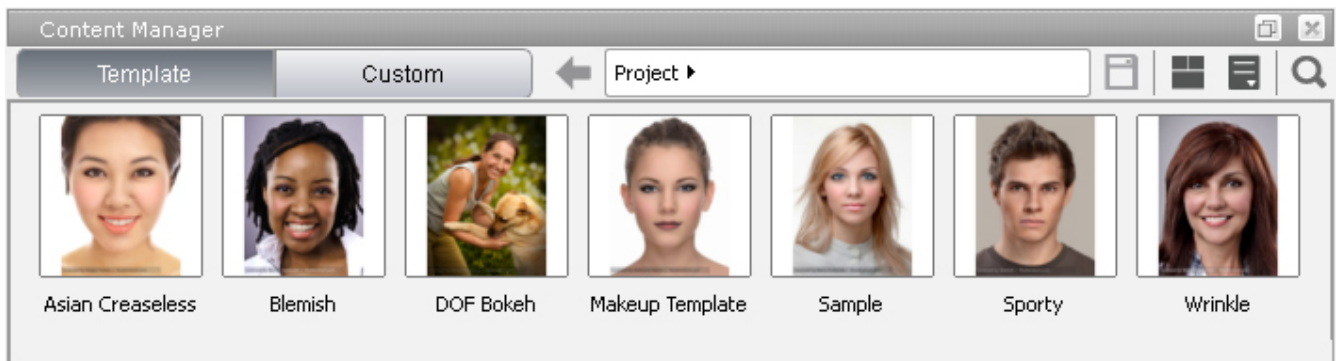 Content Manager
Template
Custom
Project
Asian Creaseless
Blemish
DOF Bokeh
Makeup Template
Sample
Sporty
Wrinkle